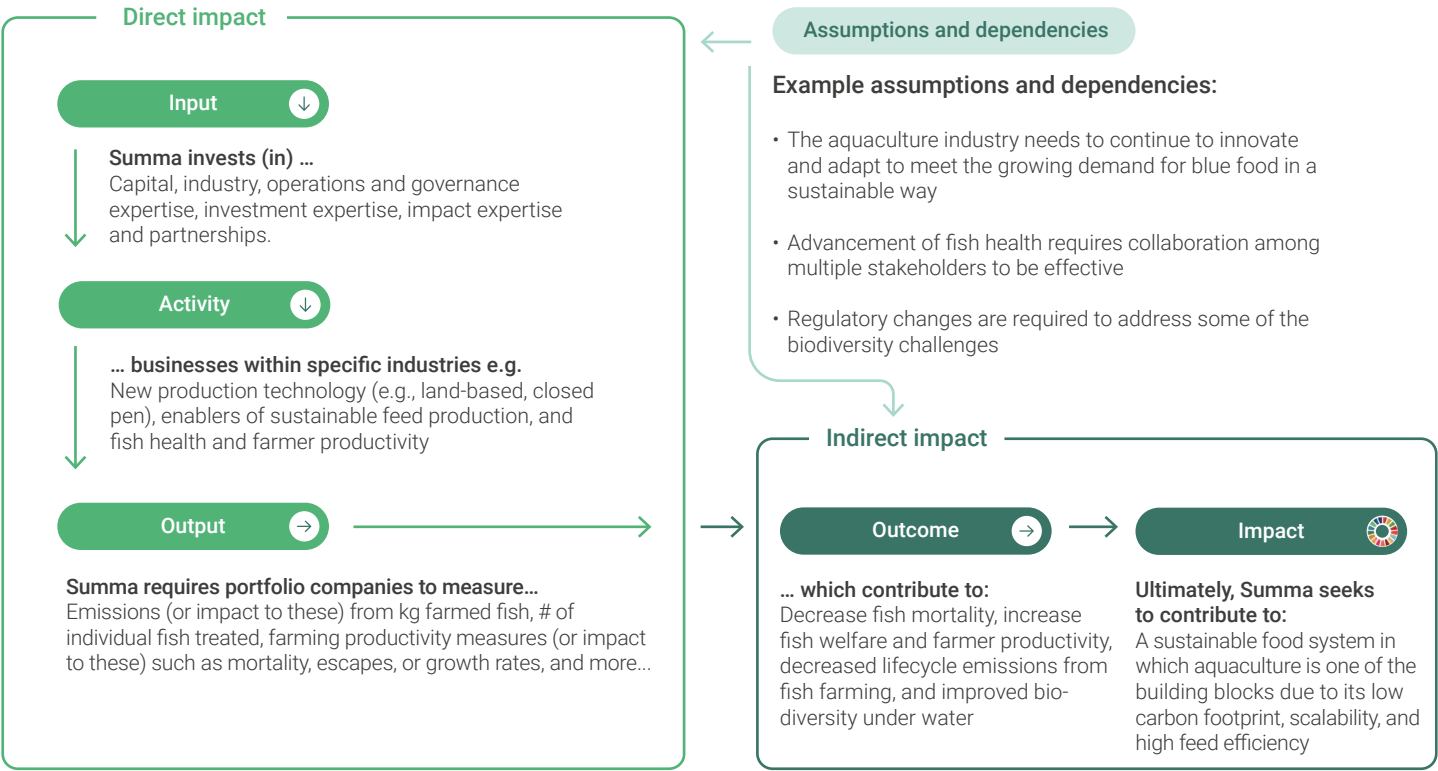 Direct impact
Input
Summa invests (in) ...
Capital, industry, operations and governance
expertise, investment expertise, impact expertise
and partnerships.
Activity
... businesses within specific industries e.g.
New production technology (e.g., land-based, closed
pen), enablers of sustainable feed production, and
fish health and farmer productivity
Output
Summa requires portfolio companies to measure...
Emissions (or impact to these) from kg farmed fish, # of
individual fish treated, farming productivity measures (or impact
to these) such as mortality, escapes, or growth rates, and more...
Assumptions and dependencies
Example assumptions and dependencies:
• The aquaculture industry needs to continue to innovate
and adapt to meet the growing demand for blue food in a
sustainable way
• Advancement of fish health requires collaboration among
multiple stakeholders to be effective
• Regulatory changes are required to address some of the
biodiversity challenges
Indirect impact
Outcome
... which contribute to:
Decrease fish mortality, increase
fish welfare and farmer productivity,
decreased lifecycle emissions from
fish farming, and improved bio-
diversity under water
Impact
Ultimately, Summa seeks
to contribute to:
A sustainable food system in
which aquaculture is one of the
building blocks due to its low
carbon footprint, scalability, and
high feed efficiency